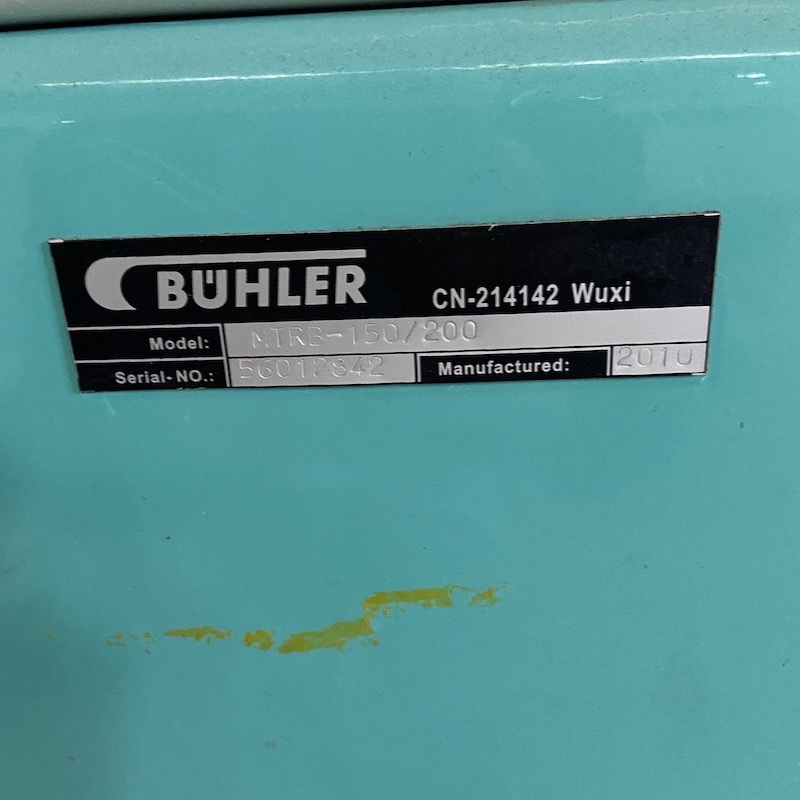 BÜHLER
CN-214142 Wuxi
Model: MTRB-150/200
Serial-NO.: 56012842 Manufactured: 2010